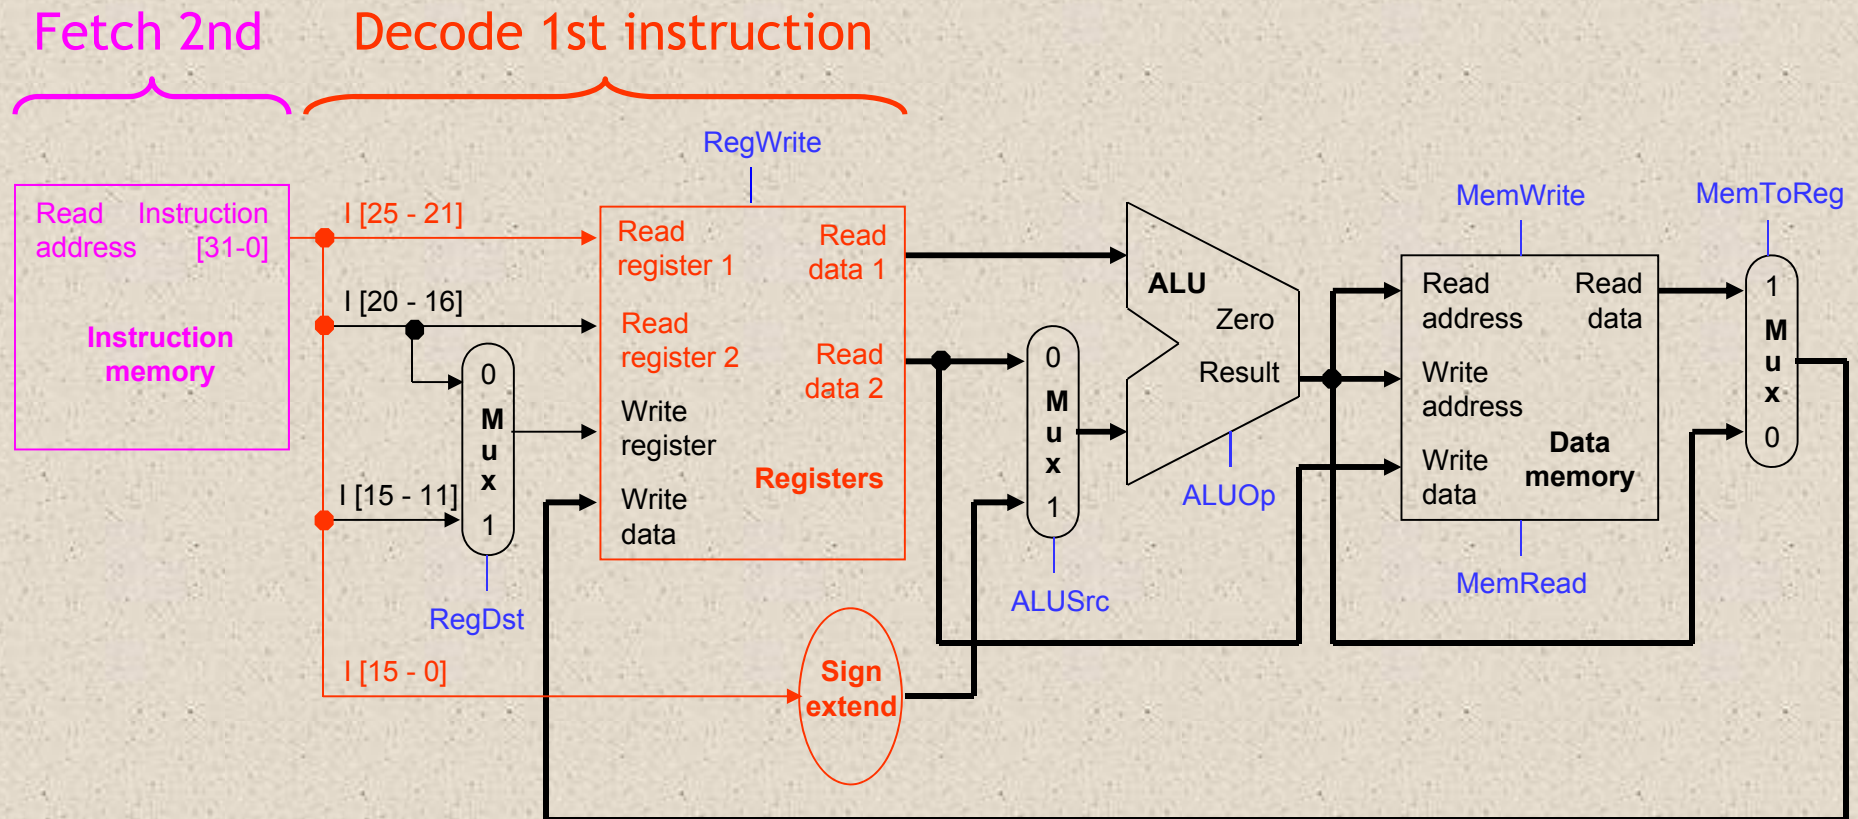 Fetch 2nd
Decode 1st instruction
RegWrite
MemWrite
MemToReg
Read address
Instruction [31-0]
Instruction
memory
I [25 - 21]
I [20 - 16]
I [15 - 11]
I [15 - 0]
0
M
u
x
1
RegDst
Read
register 1
Read
register 2
Write
register
Write
data
Read
data 1
Read
data 2
Registers
Sign
extend
0
M
u
x
1
ALUSrc
ALU
Zero
Result
ALUOp
Read
address
Write
address
Write
data
Read
data
Data
memory
MemRead
1
M
u
x
0